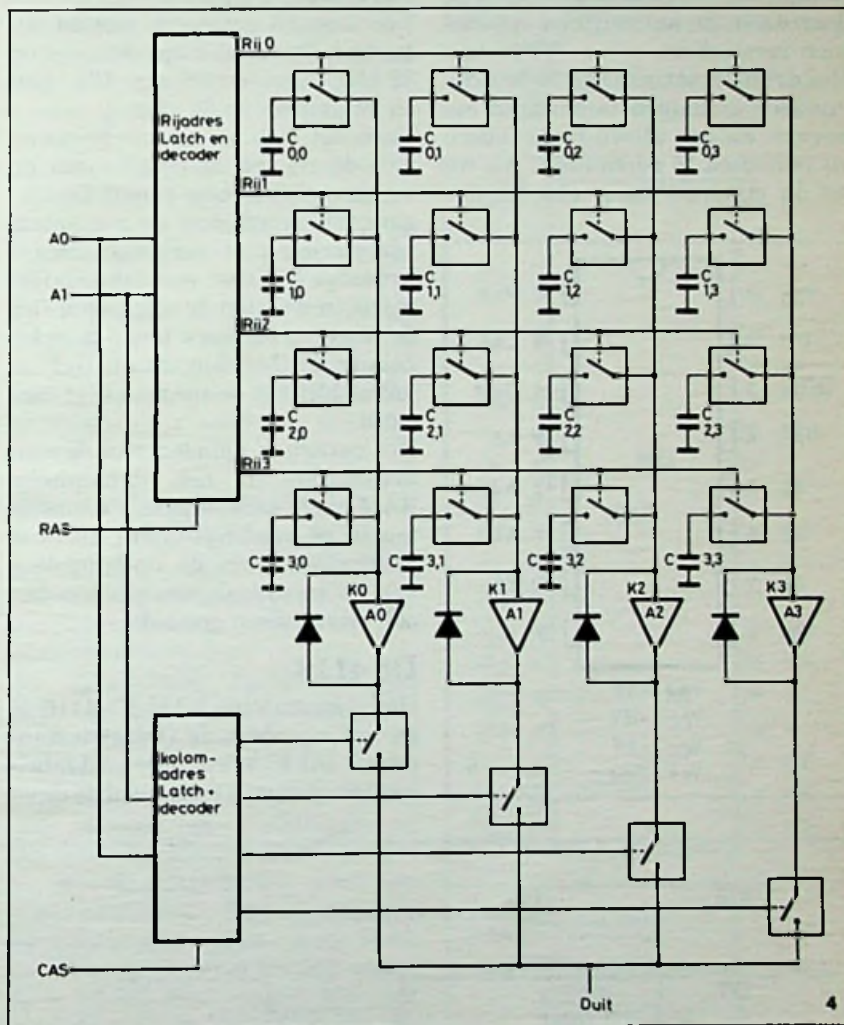 Rij 0
Rijadres
Latch en
decoder
C
0,0
C
0,1
C
0,2
C
0,3
Rij1
A0
A1
C
1,0
C
1,1
C
1,2
C
1,3
Rij2
C
2,0
C
2,1
C
2,2
C
2,3
Rij3
RAS
C 3,0
C 3,1
C 3,2
C 3,3
K0
A0
K1
A1
K2
A2
K3
A3
kolom-
adres
Latch +
decoder
CAS
Duit
4